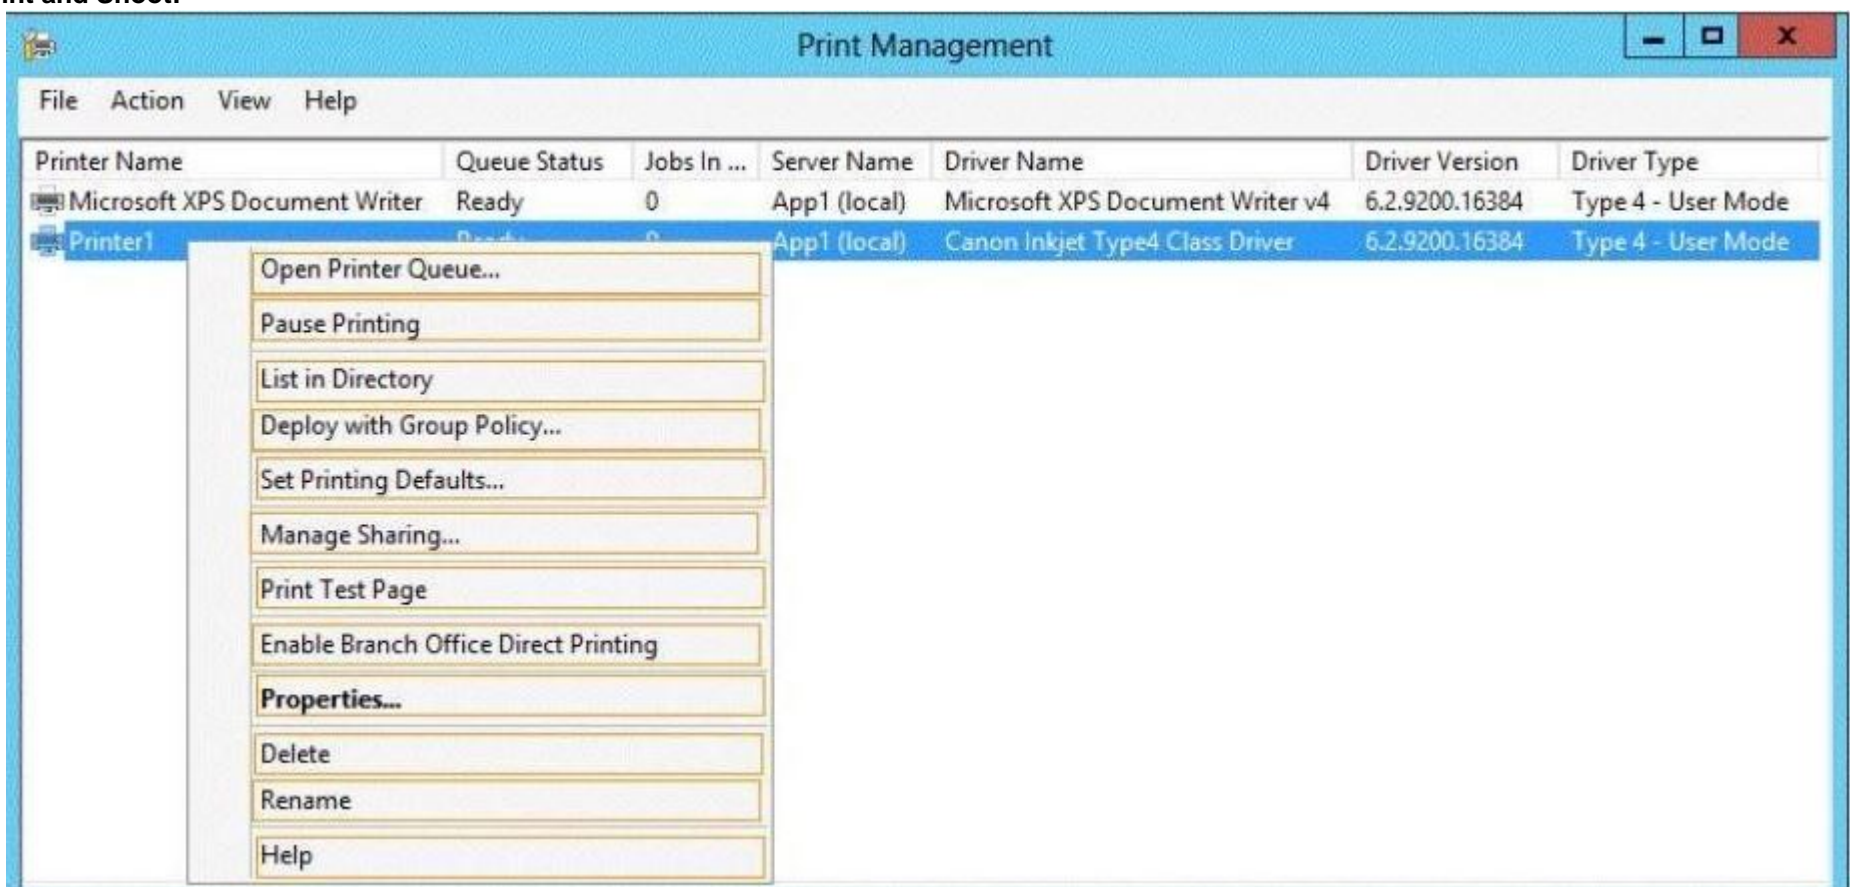 Print Management
File Action View Help
Printer Name Queue Status Jobs In ... Server Name Driver Name Driver Version Driver Type
Microsoft XPS Document Writer Ready 0 App1 (local) Microsoft XPS Document Writer v4 6.2.9200.16384 Type 4 - User Mode
Printer1 App1 (local) Canon Inkjet Type4 Class Driver 6.2.9200.16384 Type 4 - User Mode
Open Printer Queue...
Pause Printing
List in Directory
Deploy with Group Policy...
Set Printing Defaults...
Manage Sharing...
Print Test Page
Enable Branch Office Direct Printing
Properties...
Delete
Rename
Help